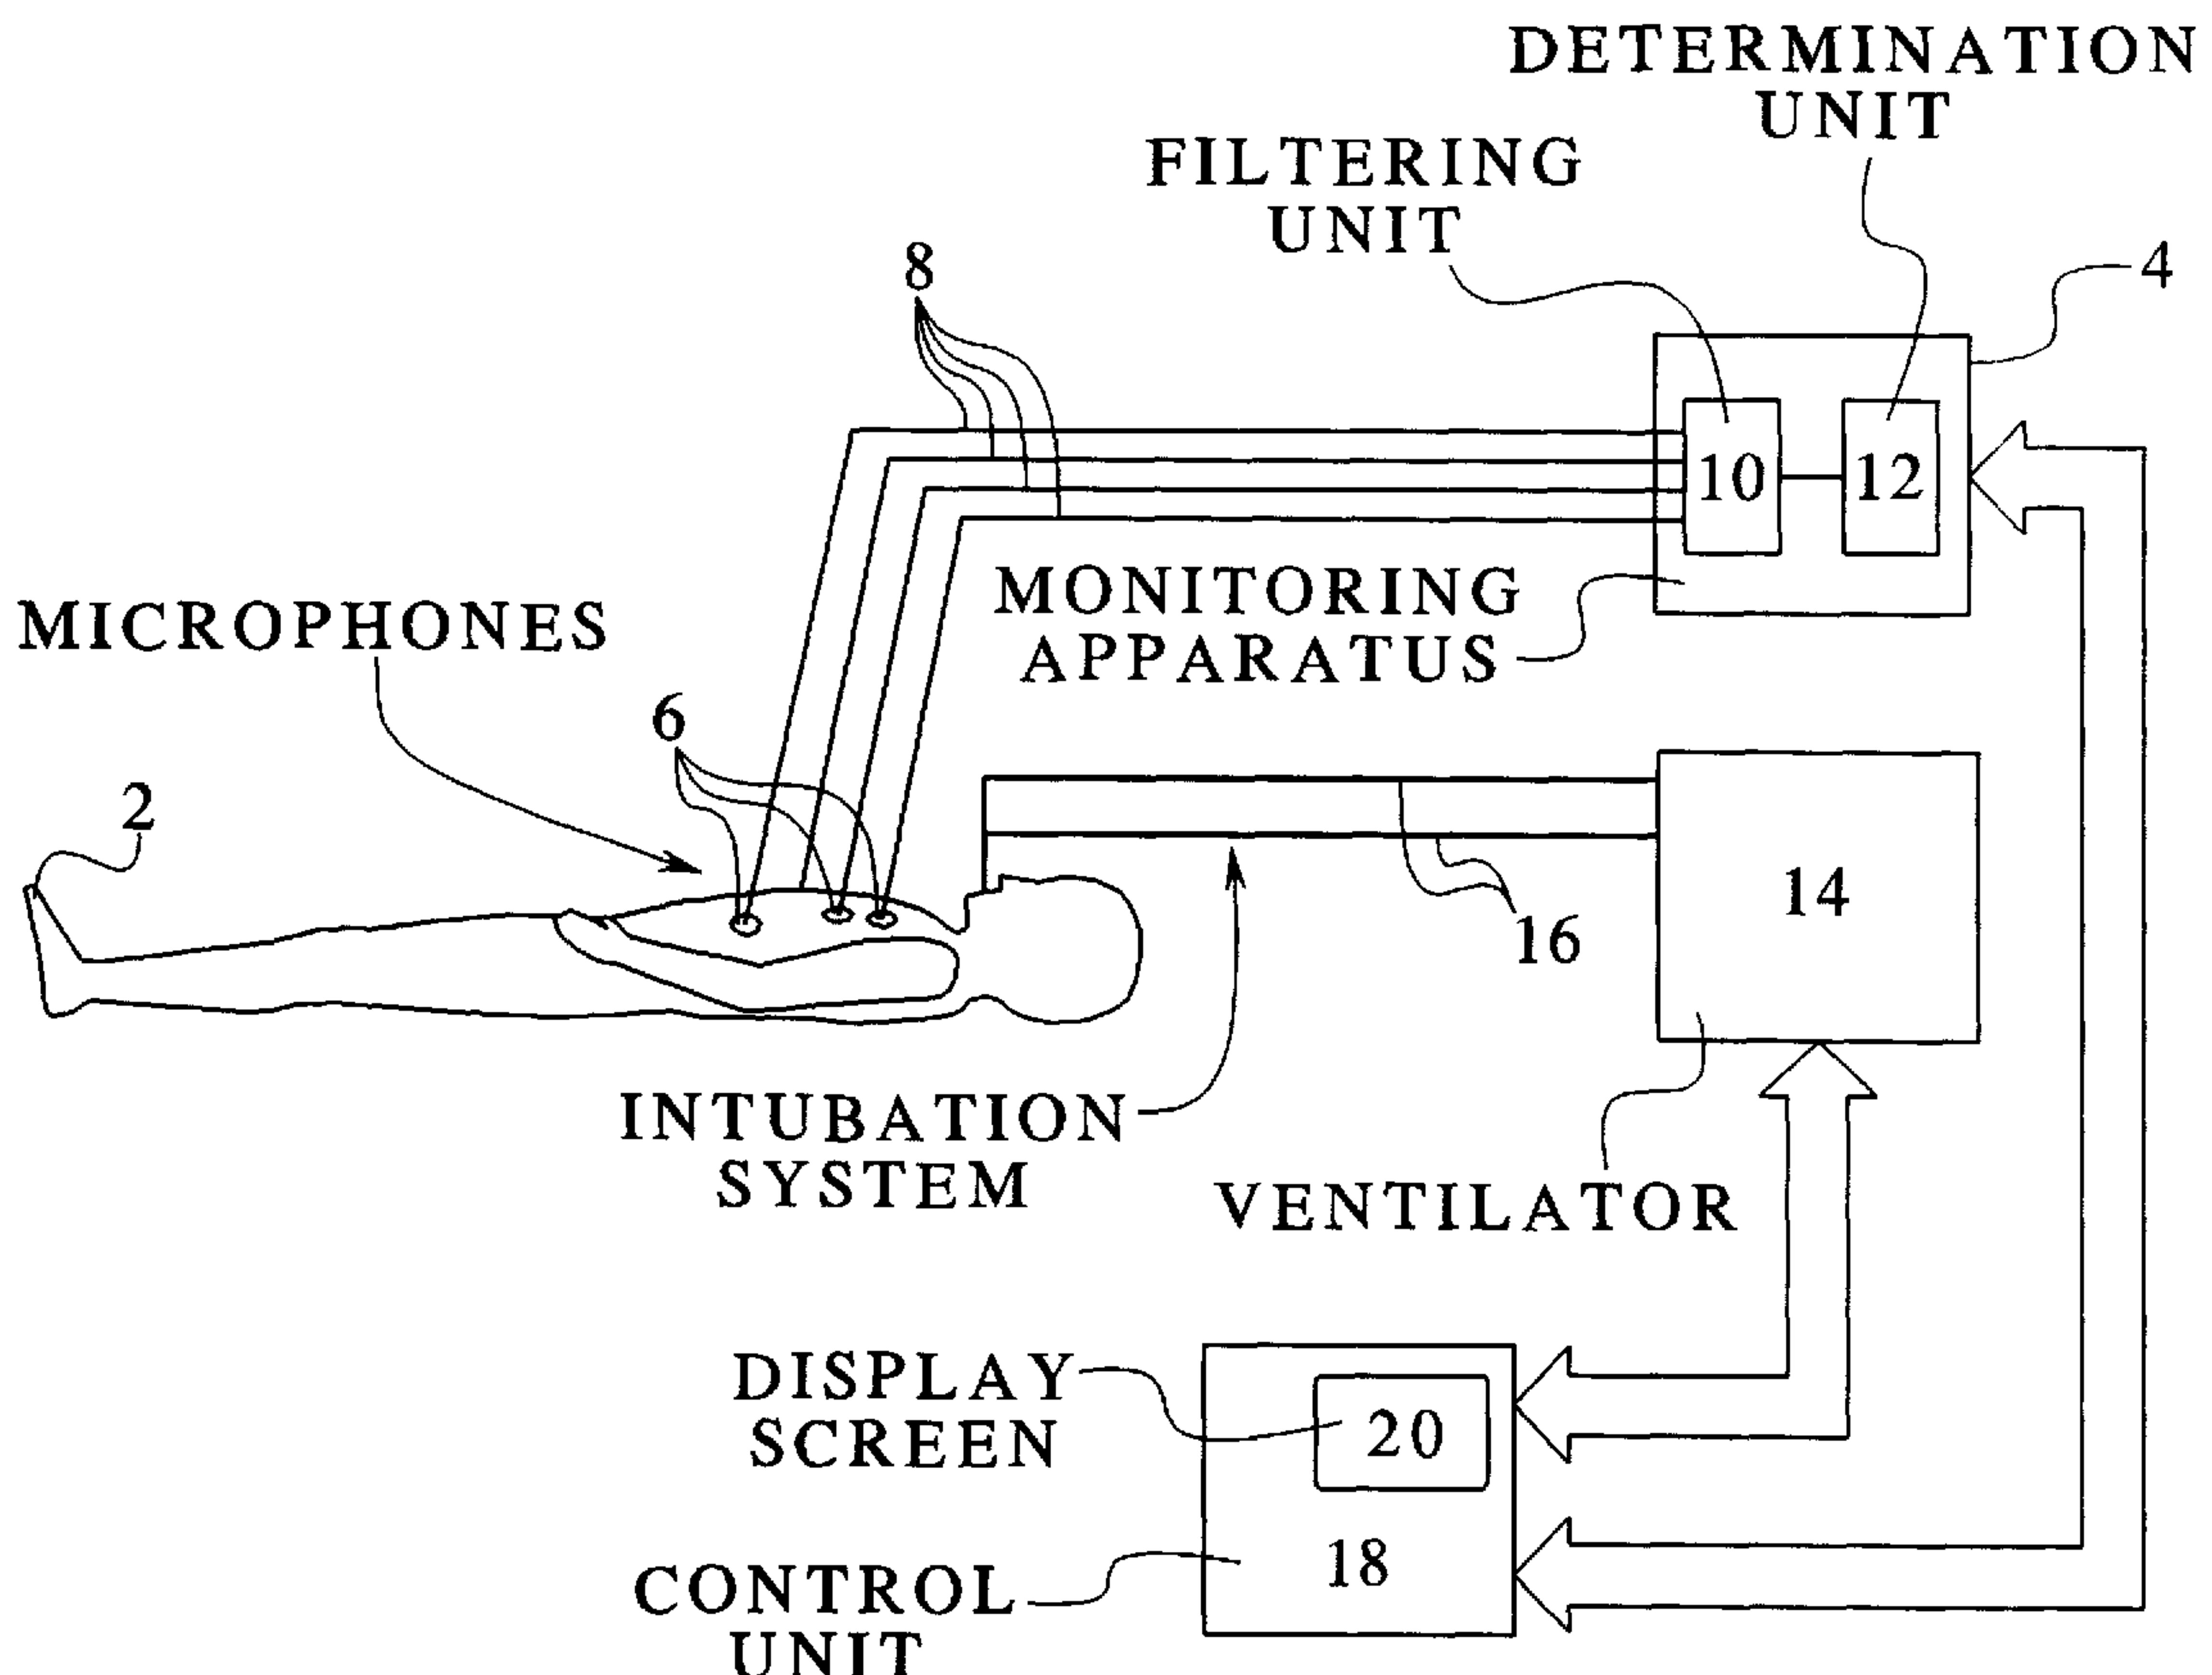 DETERMINATION
UNIT
FILTERING
UNIT
8
4
10
12
MONITORING
APPARATUS
MICROPHONES
6
2
14
16
INTUBATION
SYSTEM
VENTILATOR
DISPLAY
SCREEN
20
18
CONTROL
UNIT